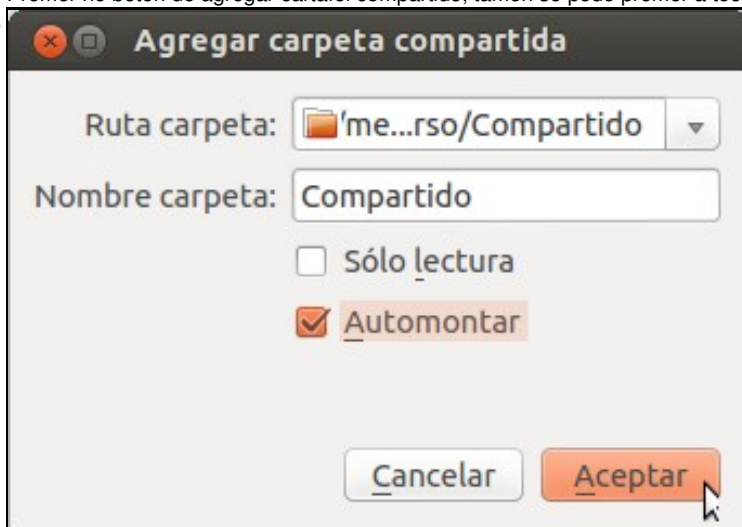 Agregar carpeta compartida
Ruta carpeta: 'me...rso/Compartido
Nombre carpeta: Compartido
Sólo lectura
Automontar
Cancelar Aceptar